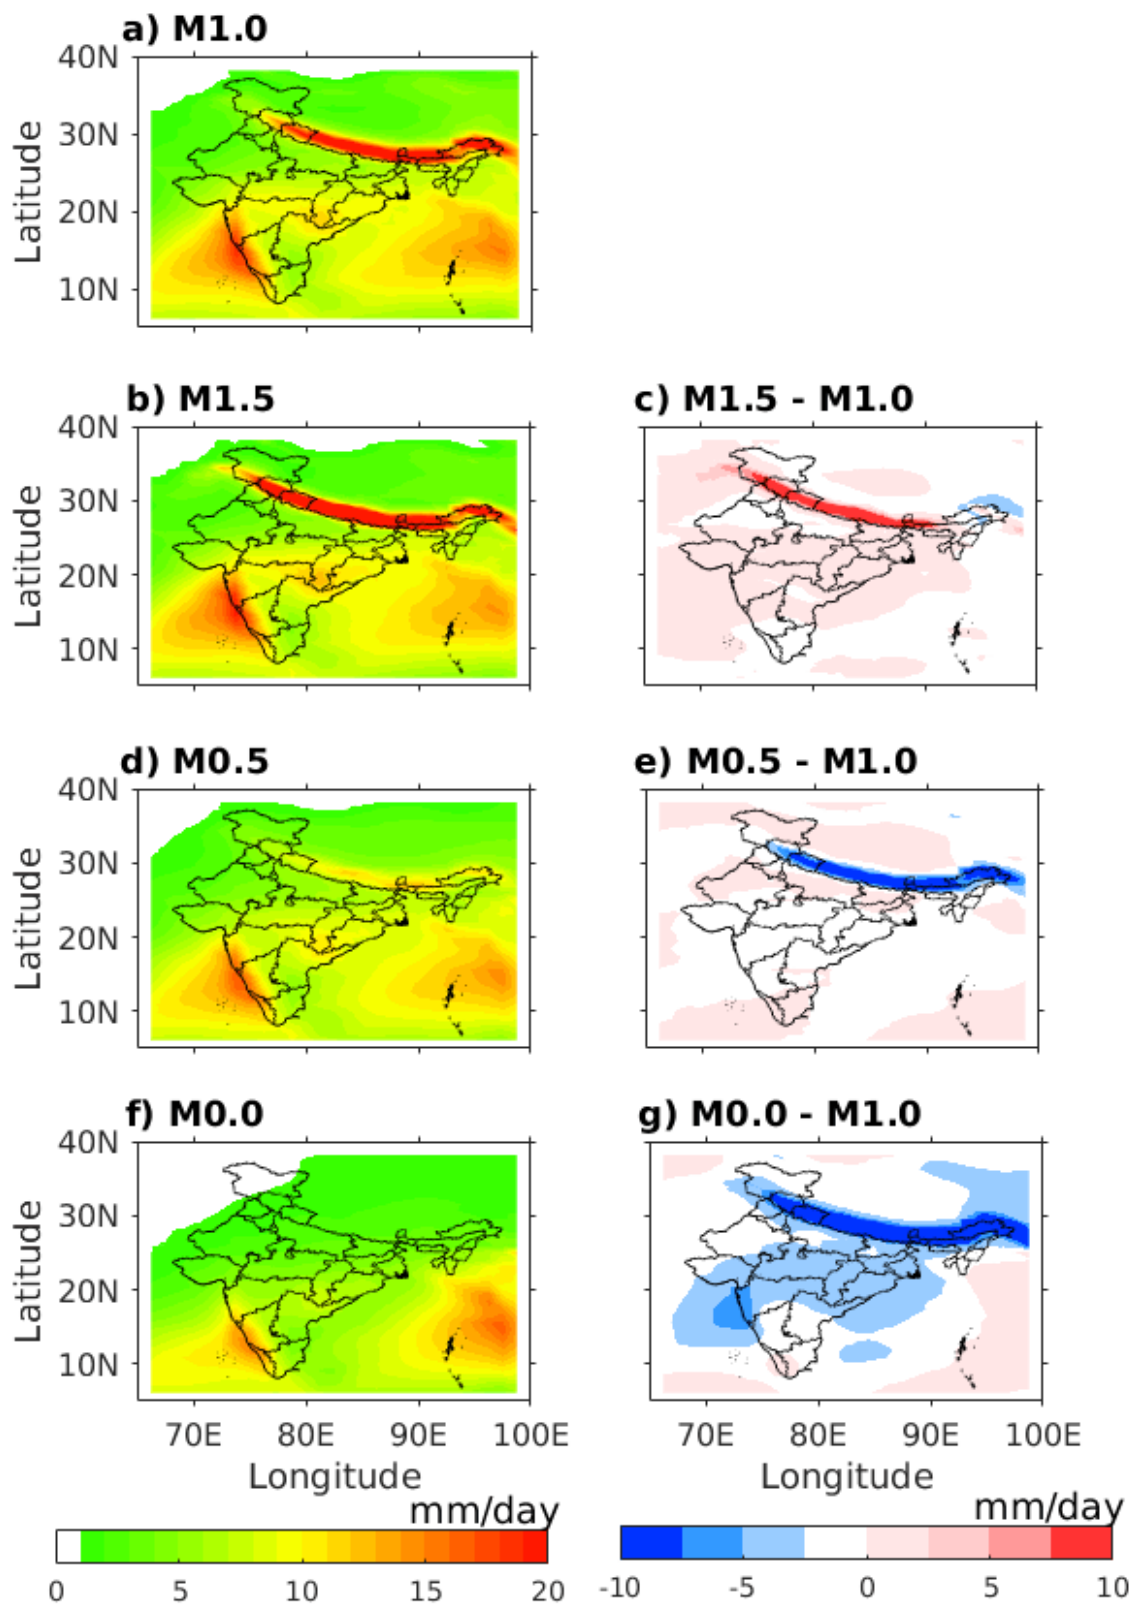 a) M1.0
40N
30N
20N
10N
Latitude
b) M1.5
c) M1.5 - M1.0
40N
30N
20N
10N
Latitude
d) M0.5
e) M0.5 - M1.0
40N
30N
20N
10N
Latitude
f) M0.0
g) M0.0 - M1.0
40N
30N
20N
10N
Latitude
70E 80E 90E 100E
70E 80E 90E 100E
Longitude
Longitude
mm/day
mm/day
0 5 10 15 20
-10 -5 0 5 10